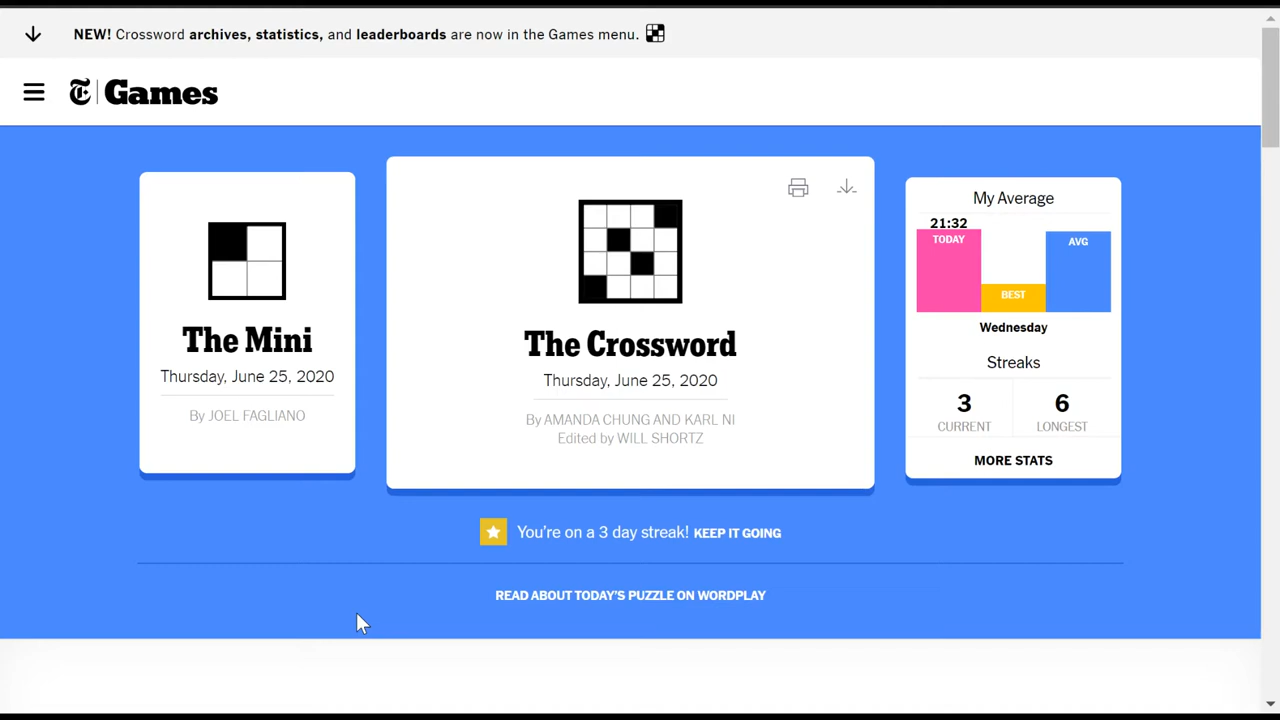 NEW! Crossword archives, statistics, and leaderboards are now in the Games menu.
T Games
The Mini
Thursday, June 25, 2020
By JOEL FAGLIANO
The Crossword
Thursday, June 25, 2020
By AMANDA CHUNG AND KARL NI
Edited by WILL SHORTZ
My Average
21:32
TODAY
BEST
AVG
Wednesday
Streaks
3 6
CURRENT LONGEST
MORE STATS
You're on a 3 day streak! KEEP IT GOING
READ ABOUT TODAY'S PUZZLE ON WORDPLAY